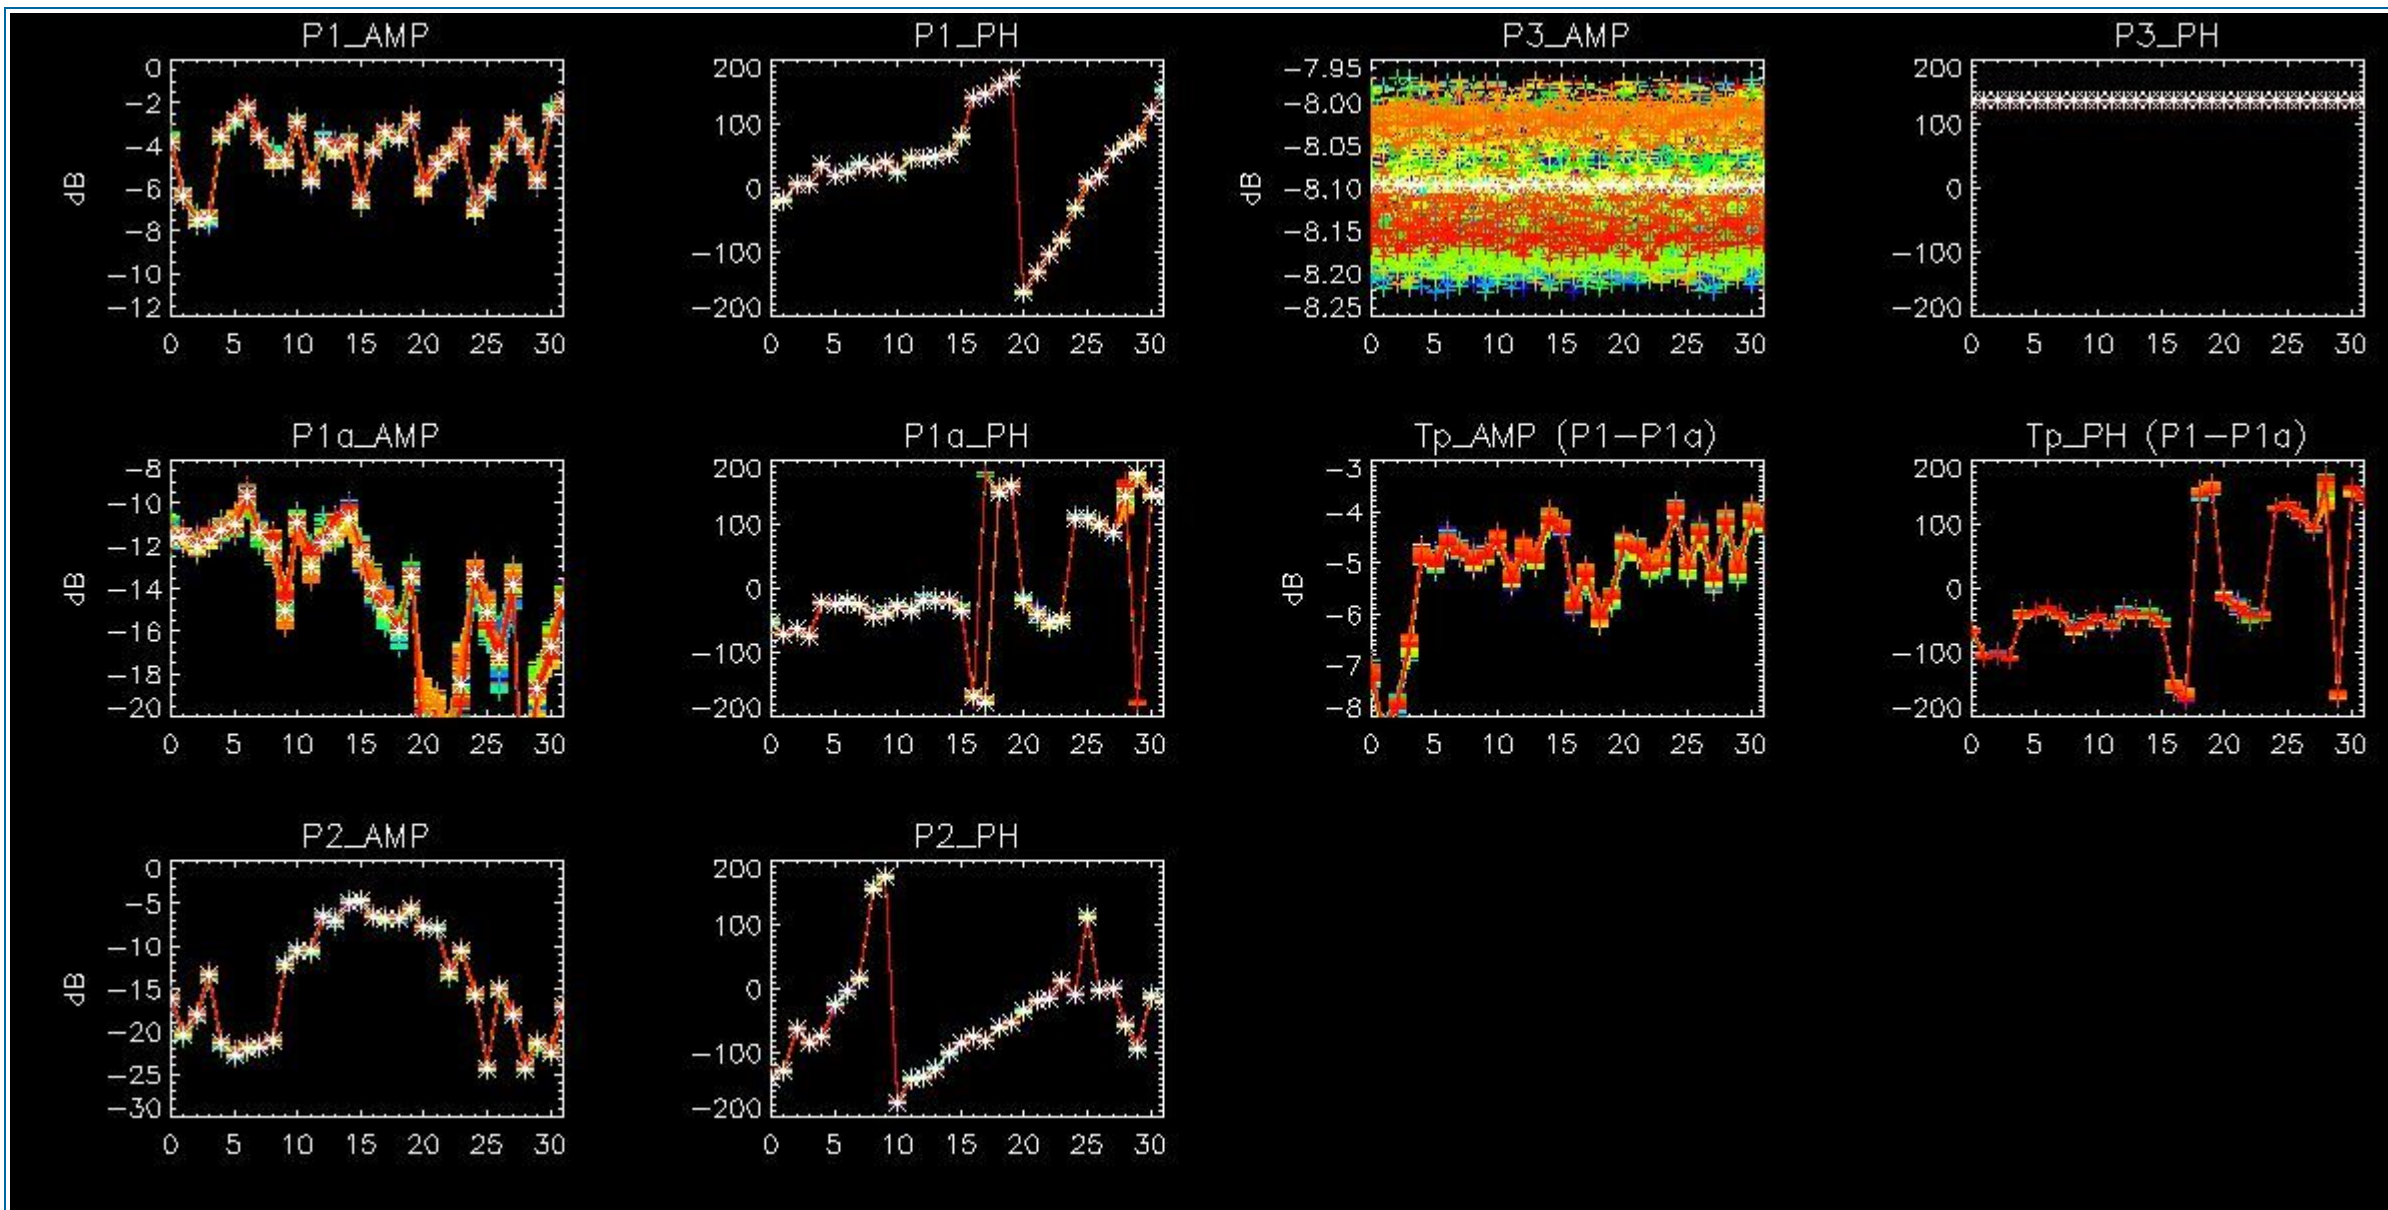 P1_AMP P1_PH P3_AMP P3_PH
0 200 -7.95 200
-2 100 -8.00 100
-4 0 -8.05 0
-6 -100 -8.10 -100
-8 -200 -8.15 -200
-10 -8.20
-12 -8.25
dB dB
0 5 10 15 20 25 30 0 5 10 15 20 25 30 0 5 10 15 20 25 30 0 5 10 15 20 25 30
P1a_AMP P1a_PH Tp_AMP (P1-P1a) Tp_PH (P1-P1a)
-8 200 -3 200
-10 100 -4 100
-12 0 -5 0
-14 -100 -6 -100
-16 -200 -7 -200
-18 -8
-20
dB dB
0 5 10 15 20 25 30 0 5 10 15 20 25 30 0 5 10 15 20 25 30 0 5 10 15 20 25 30
P2_AMP P2_PH
0 200
-5 100
-10 0
-15 -100
-20 -200
-25
-30
dB
0 5 10 15 20 25 30 0 5 10 15 20 25 30